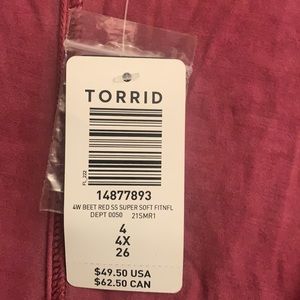 TORRID
FL_222
14877893
4W BEET RED SS SUPER SOFT FITNFL
DEPT 0050 21SMR1
4
4X
26
$49.50 USA
$62.50 CAN